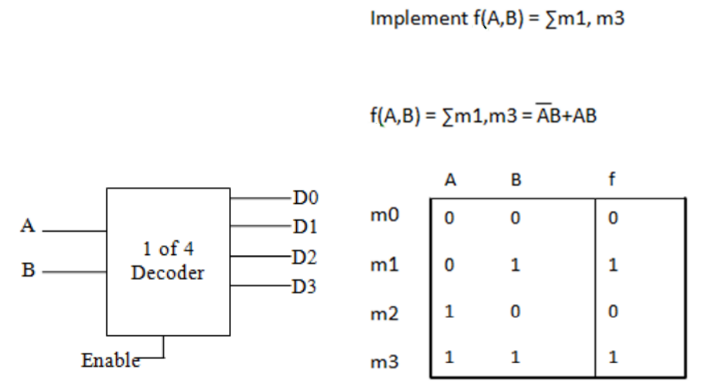 Implement f(A,B) = ∑m1, m3
f(A,B) = ∑m1,m3 = A̅B+AB
A B f
m0 0 0 0
m1 0 1 1
m2 1 0 0
m3 1 1 1
A
B
1 of 4
Decoder
D0
D1
D2
D3
Enable